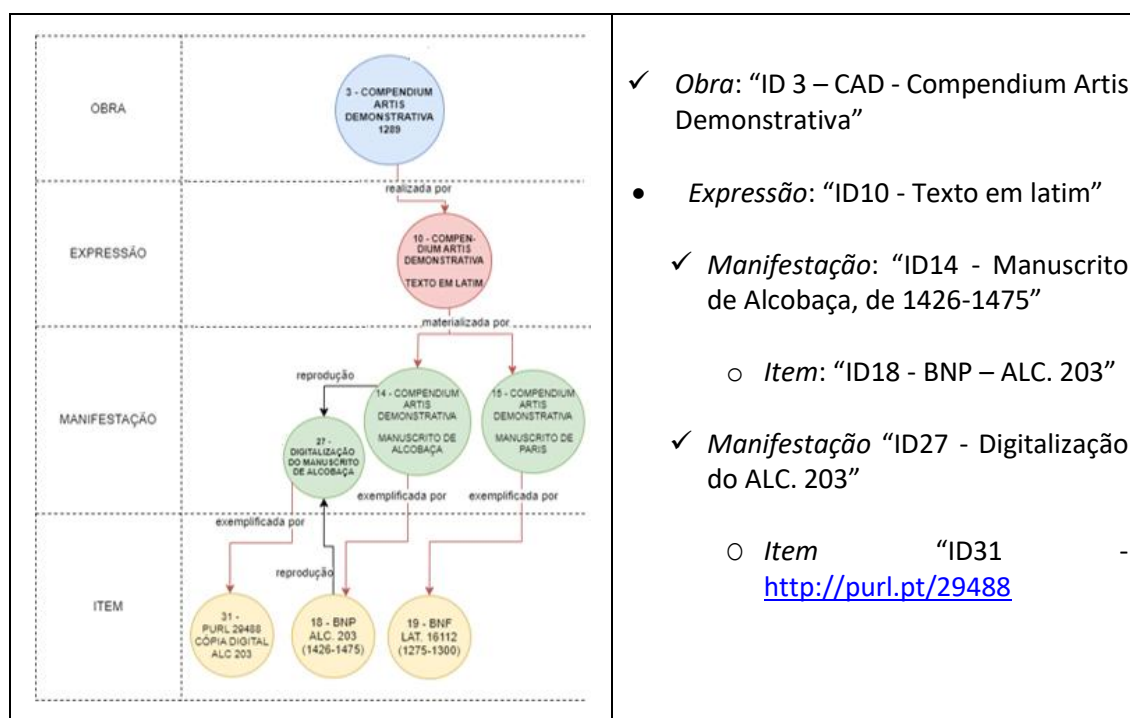 OBRA
3 - COMPENDIUM
ARTIS
DEMONSTRATIVA
1289
realizada por
EXPRESSÃO
10 - COMPEN-
DIUM ARTIS
DEMONSTRATIVA
TEXTO EM LATIM
materializada por
MANIFESTAÇÃO
reprodução
14 - COMPENDIUM
ARTIS
DEMONSTRATIVA
MANUSCRITO DE
ALCOBAÇA
15 - COMPENDIUM
ARTIS
DEMONSTRATIVA
MANUSCRITO DE
PARIS
27 -
DIGITALIZAÇÃO
DO MANUSCRITO
DE ALCOBAÇA
exemplificada por
exemplificada por
exemplificada por
ITEM
reprodução
31 -
PURL 29488
CÓPIA DIGITAL
ALC 203
18 - BNP
ALC. 203
(1426-1475)
19 - BNF
LAT. 16112
(1275-1300)
✓ Obra: “ID 3 – CAD - Compendium Artis
Demonstrativa”
• Expressão: “ID10 - Texto em latim”
✓ Manifestação: “ID14 - Manuscrito
de Alcobaça, de 1426-1475”
o Item: “ID18 - BNP – ALC. 203”
✓ Manifestação “ID27 - Digitalização
do ALC. 203”
O Item “ID31 -
http://purl.pt/29488